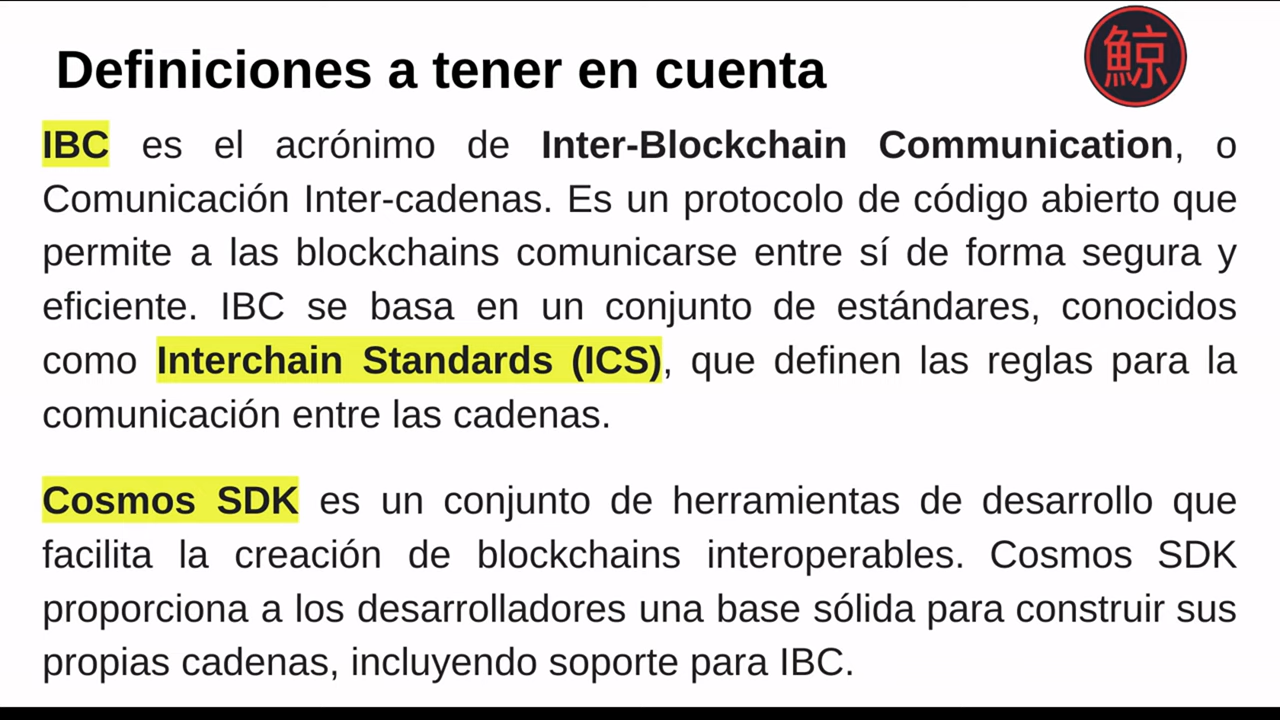 Definiciones a tener en cuenta
鯨
IBC es el acrónimo de Inter-Blockchain Communication, o
Comunicación Inter-cadenas. Es un protocolo de código abierto que
permite a las blockchains comunicarse entre sí de forma segura y
eficiente. IBC se basa en un conjunto de estándares, conocidos
como Interchain Standards (ICS), que definen las reglas para la
comunicación entre las cadenas.
Cosmos SDK es un conjunto de herramientas de desarrollo que
facilita la creación de blockchains interoperables. Cosmos SDK
proporciona a los desarrolladores una base sólida para construir sus
propias cadenas, incluyendo soporte para IBC.